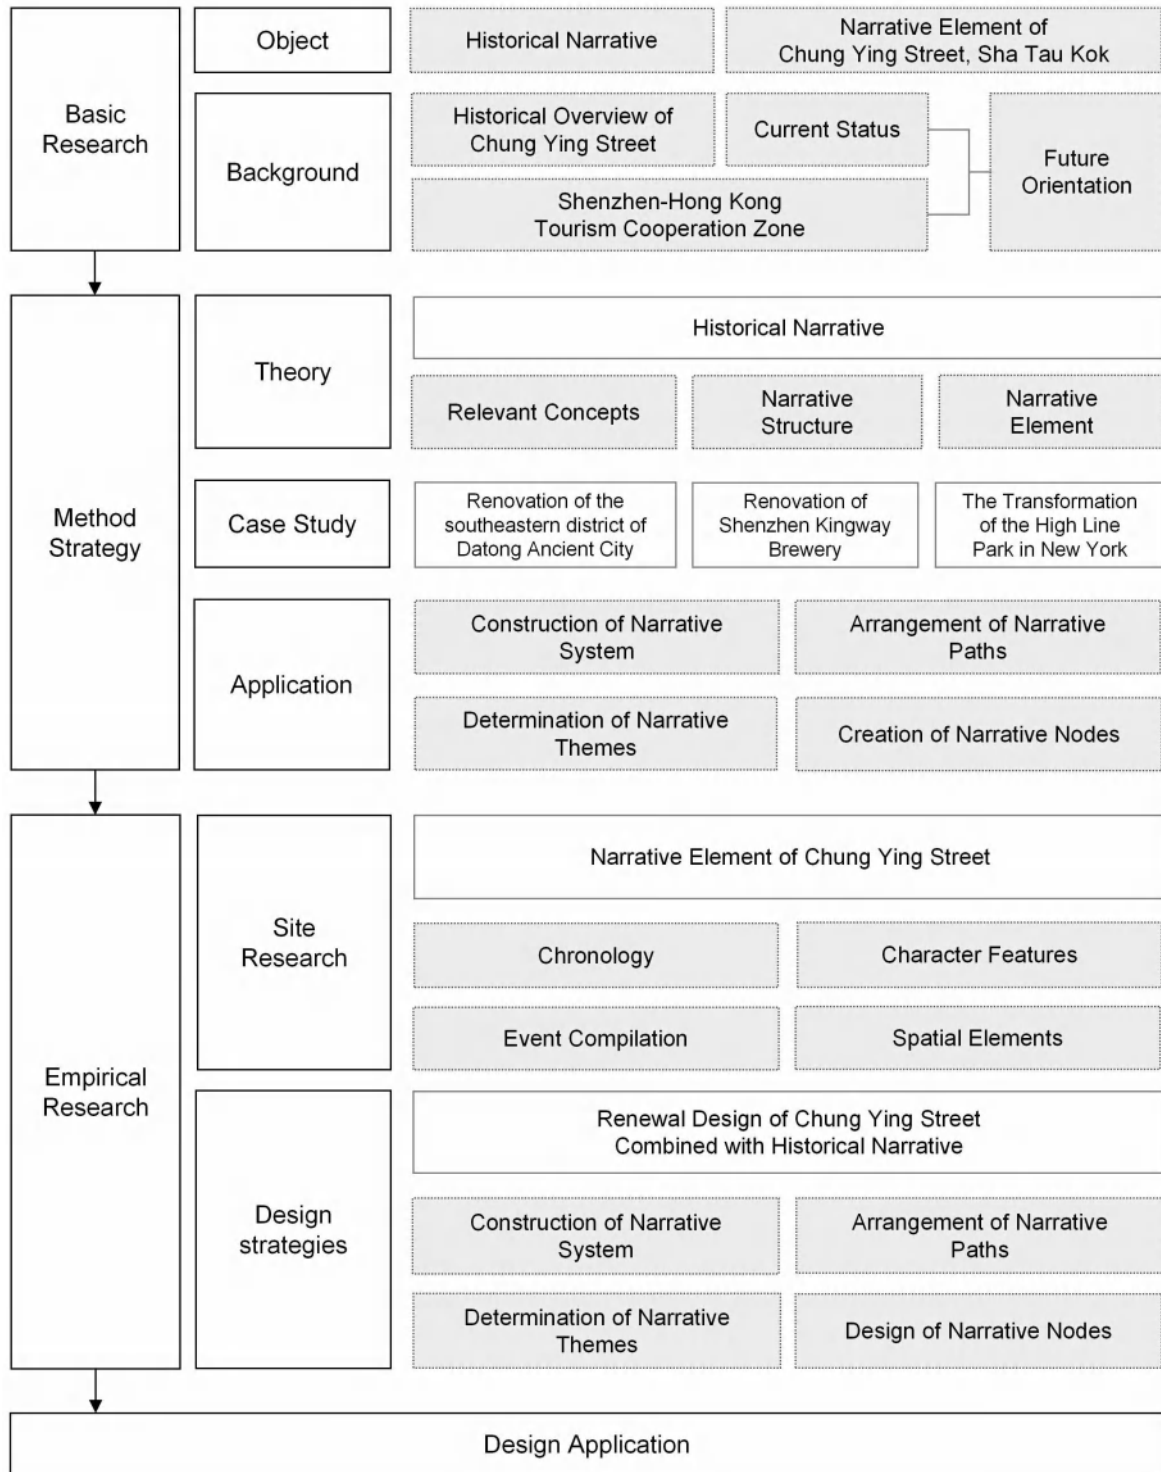 Basic
Research
Object
Historical Narrative
Narrative Element of
Chung Ying Street, Sha Tau Kok
Background
Historical Overview of
Chung Ying Street
Current Status
Shenzhen-Hong Kong
Tourism Cooperation Zone
Future
Orientation
Method
Strategy
Theory
Historical Narrative
Relevant Concepts
Narrative
Structure
Narrative
Element
Case Study
Renovation of the
southeastern district of
Datong Ancient City
Renovation of
Shenzhen Kingway
Brewery
The Transformation
of the High Line
Park in New York
Application
Construction of Narrative
System
Arrangement of Narrative
Paths
Determination of Narrative
Themes
Creation of Narrative Nodes
Empirical
Research
Site
Research
Narrative Element of Chung Ying Street
Chronology
Character Features
Event Compilation
Spatial Elements
Design
strategies
Renewal Design of Chung Ying Street
Combined with Historical Narrative
Construction of Narrative
System
Arrangement of Narrative
Paths
Determination of Narrative
Themes
Design of Narrative Nodes
Design Application